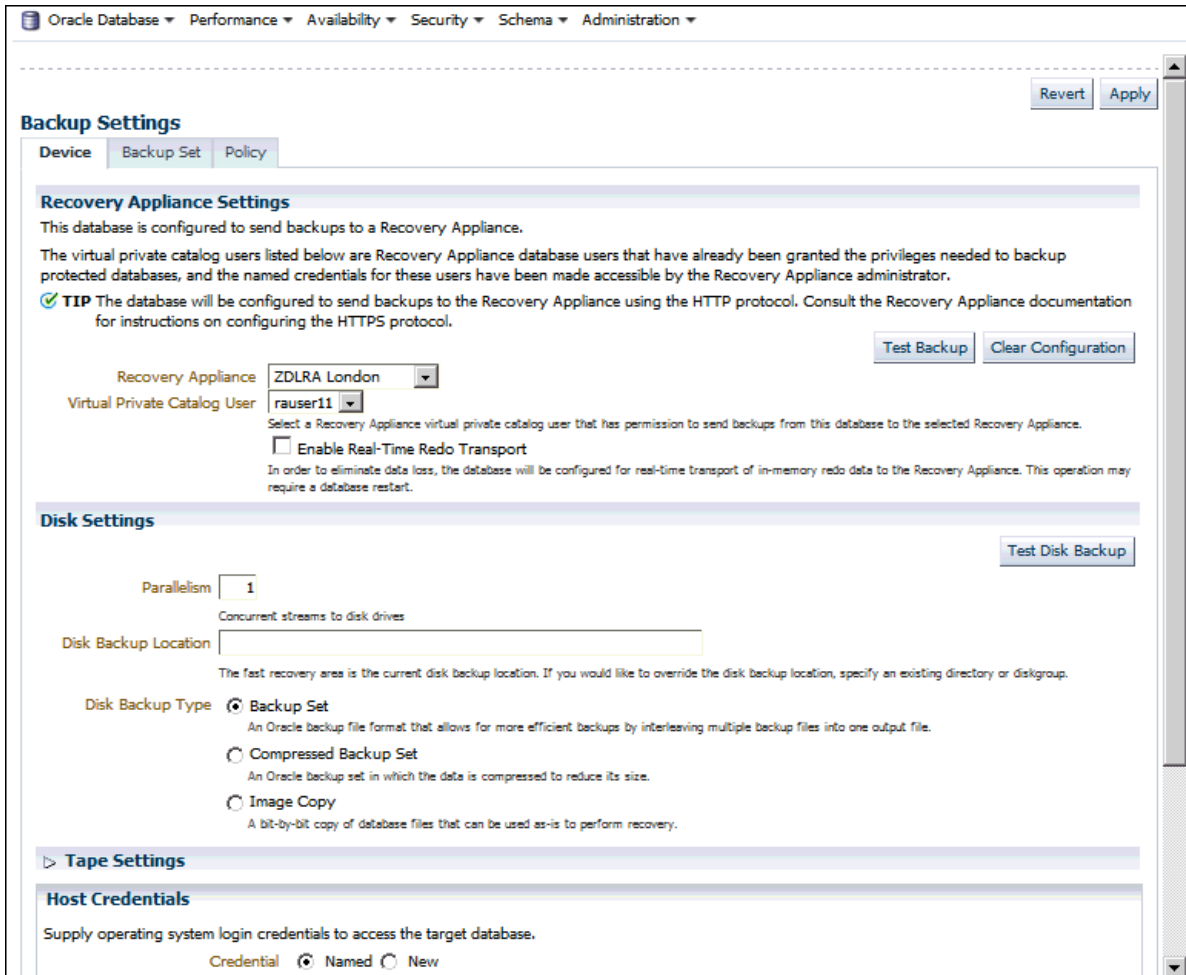 Oracle Database Performance Availability Security Schema Administration
Revert Apply
Backup Settings
Device Backup Set Policy
Recovery Appliance Settings
This database is configured to send backups to a Recovery Appliance.
The virtual private catalog users listed below are Recovery Appliance database users that have already been granted the privileges needed to backup
protected databases, and the named credentials for these users have been made accessible by the Recovery Appliance administrator.
TIP The database will be configured to send backups to the Recovery Appliance using the HTTP protocol. Consult the Recovery Appliance documentation
for instructions on configuring the HTTPS protocol.
Test Backup Clear Configuration
Recovery Appliance ZDLRA London
Virtual Private Catalog User rauser11
Select a Recovery Appliance virtual private catalog user that has permission to send backups from this database to the selected Recovery Appliance.
Enable Real-Time Redo Transport
In order to eliminate data loss, the database will be configured for real-time transport of in-memory redo data to the Recovery Appliance. This operation may
require a database restart.
Disk Settings
Test Disk Backup
Parallelism 1
Concurrent streams to disk drives
Disk Backup Location
The fast recovery area is the current disk backup location. If you would like to override the disk backup location, specify an existing directory or diskgroup.
Disk Backup Type Backup Set
An Oracle backup file format that allows for more efficient backups by interleaving multiple backup files into one output file.
Compressed Backup Set
An Oracle backup set in which the data is compressed to reduce its size.
Image Copy
A bit-by-bit copy of database files that can be used as-is to perform recovery.
Tape Settings
Host Credentials
Supply operating system login credentials to access the target database.
Credential Named New